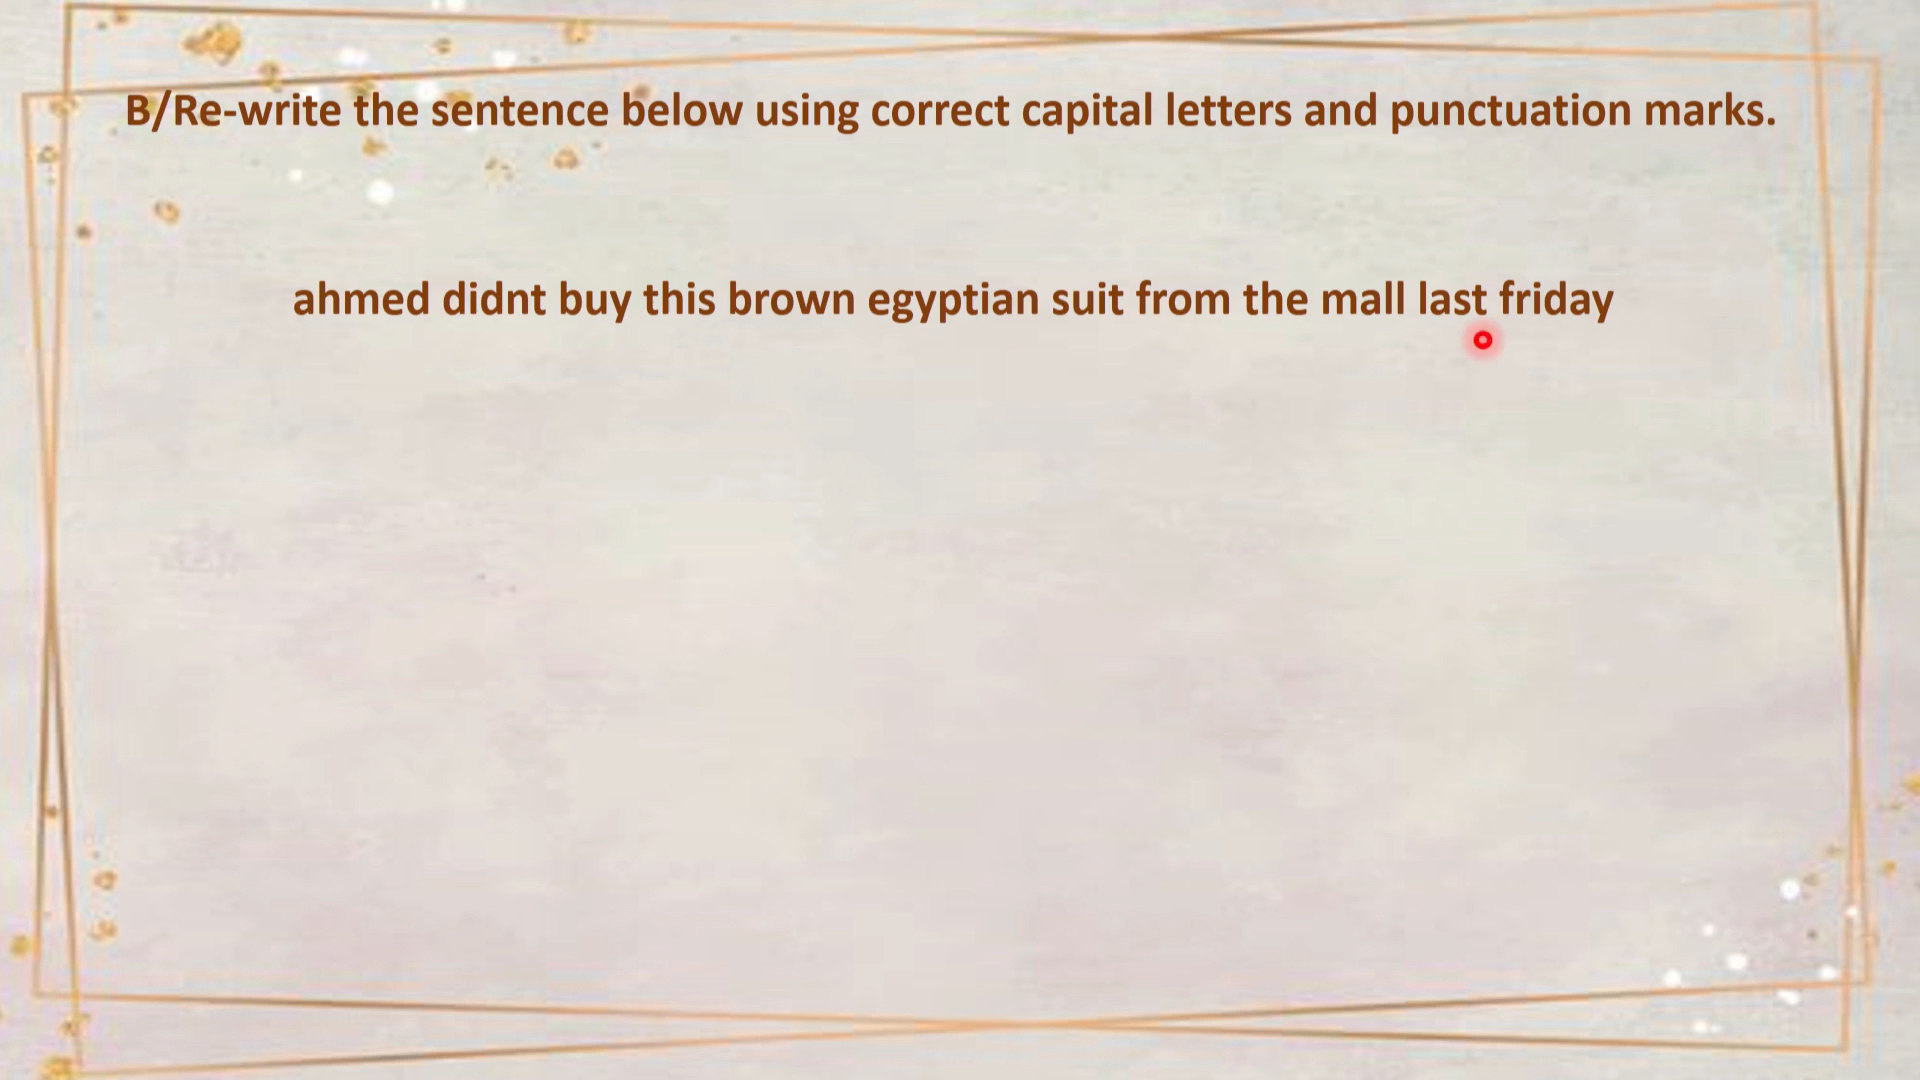 B/Re-write the sentence below using correct capital letters and punctuation marks.
ahmed didnt buy this brown egyptian suit from the mall last friday